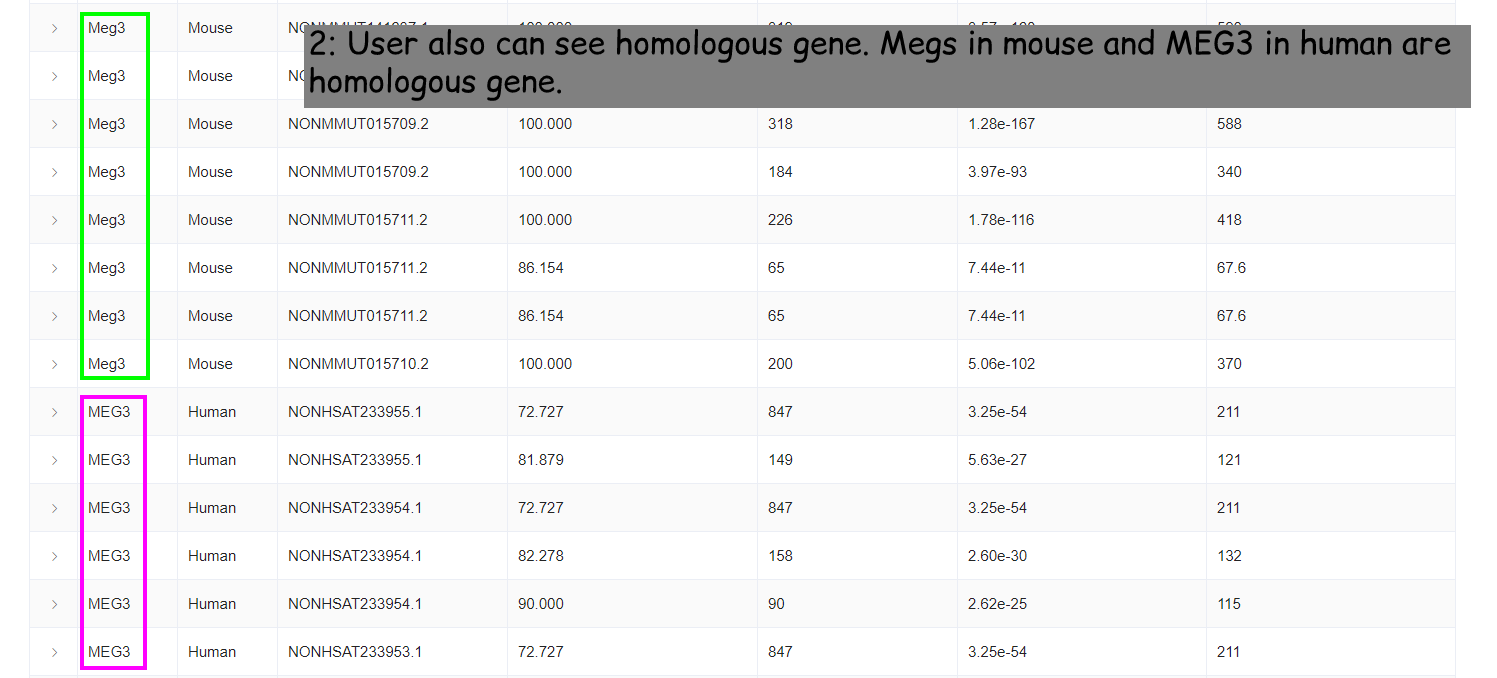 Meg3 Mouse
2: User also can see homologous gene. Megs in mouse and MEG3 in human are
homologous gene.
Meg3 Mouse
Meg3 Mouse NONMMUT015709.2 100.000 318 1.28e-167 588
Meg3 Mouse NONMMUT015709.2 100.000 184 3.97e-93 340
Meg3 Mouse NONMMUT015711.2 100.000 226 1.78e-116 418
Meg3 Mouse NONMMUT015711.2 86.154 65 7.44e-11 67.6
Meg3 Mouse NONMMUT015711.2 86.154 65 7.44e-11 67.6
Meg3 Mouse NONMMUT015710.2 100.000 200 5.06e-102 370
MEG3 Human NONHSAT233955.1 72.727 847 3.25e-54 211
MEG3 Human NONHSAT233955.1 81.879 149 5.63e-27 121
MEG3 Human NONHSAT233954.1 72.727 847 3.25e-54 211
MEG3 Human NONHSAT233954.1 82.278 158 2.60e-30 132
MEG3 Human NONHSAT233954.1 90.000 90 2.62e-25 115
MEG3 Human NONHSAT233953.1 72.727 847 3.25e-54 211